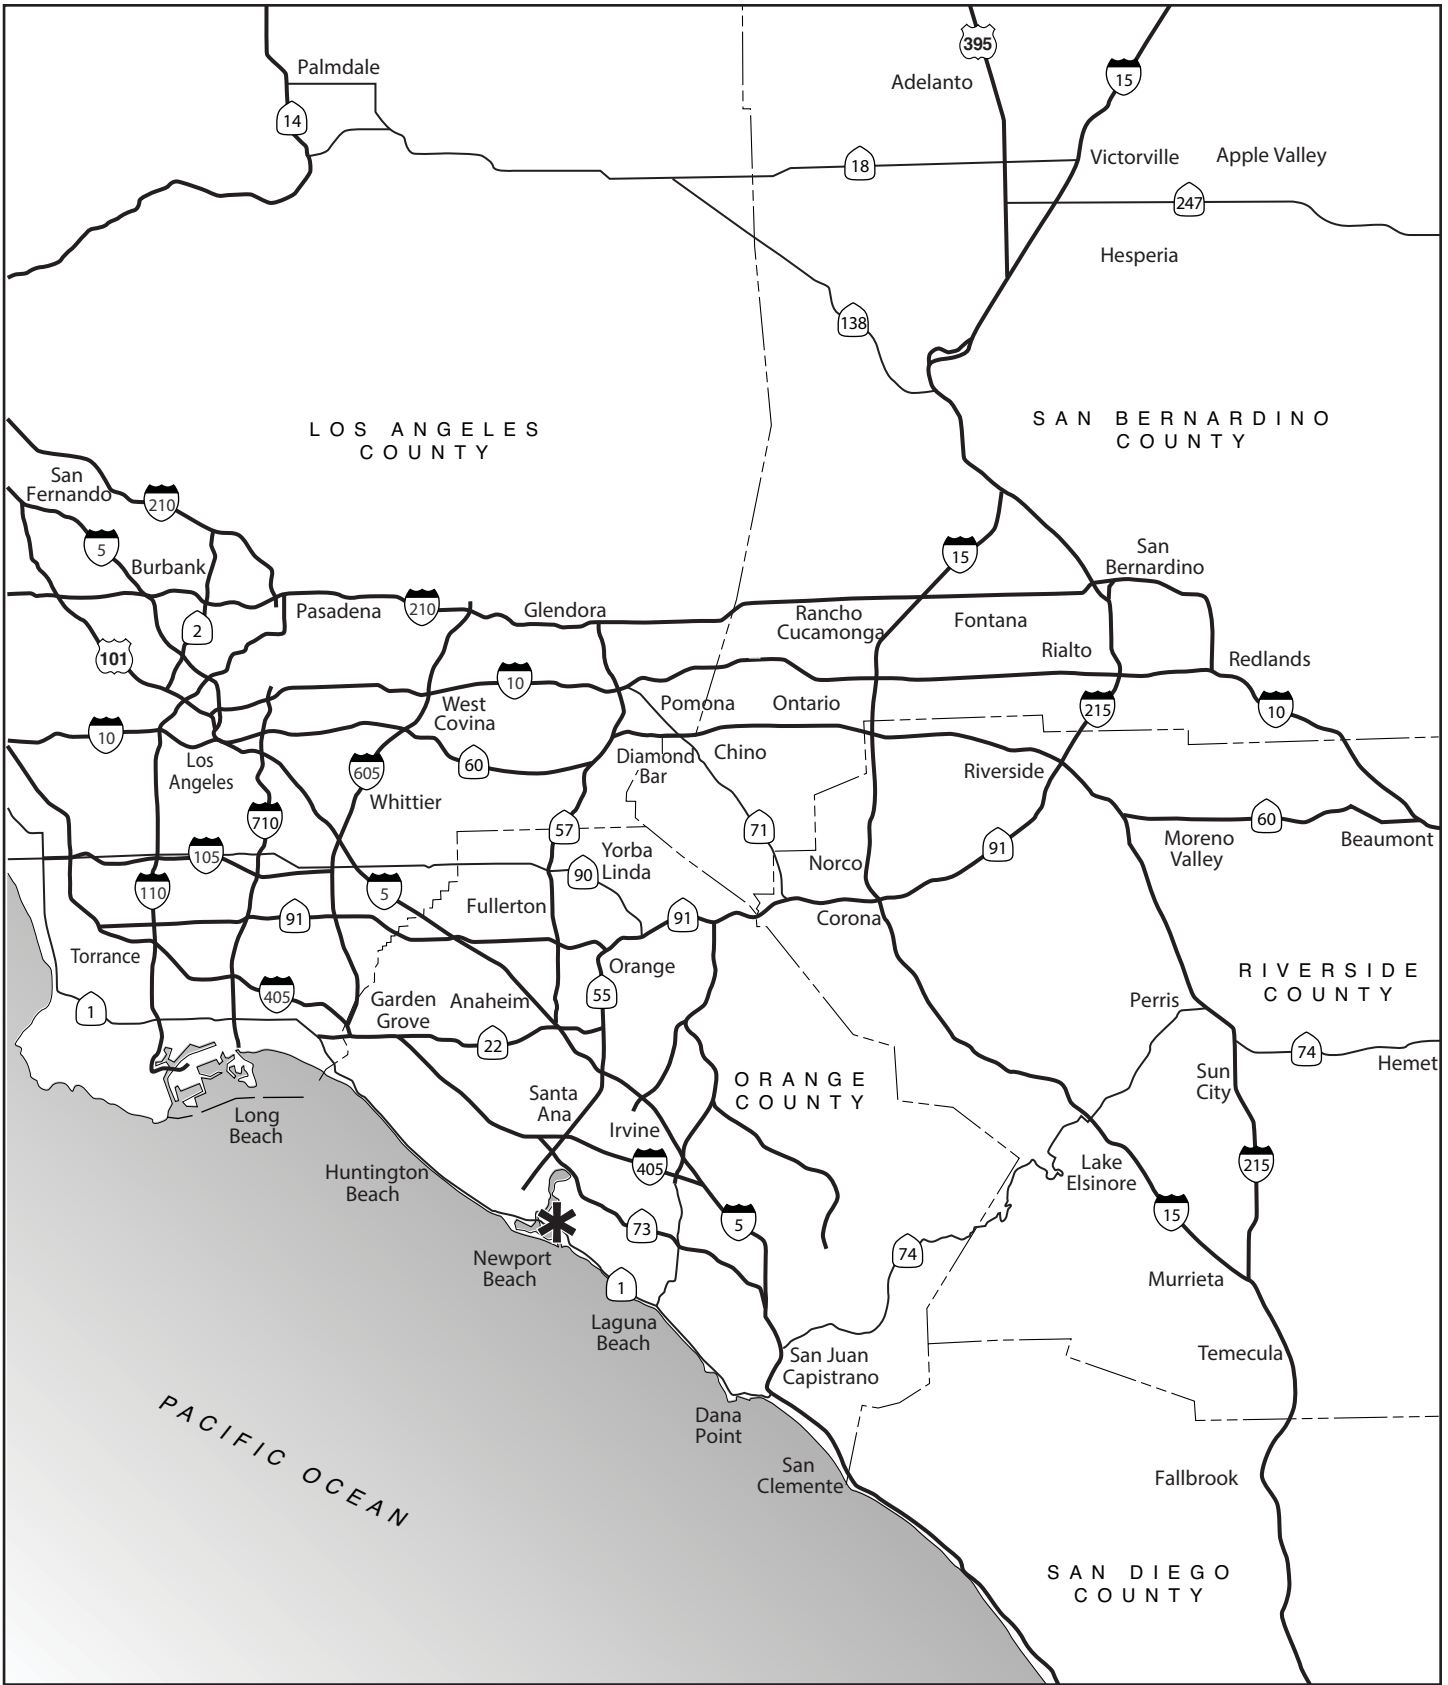 395
15
Palmdale
Adelanto
14
18
Victorville
Apple Valley
247
Hesperia
138
LOS ANGELES
COUNTY
SAN BERNARDINO
COUNTY
San
Fernando
210
5
Burbank
15
San
Bernardino
2
Pasadena
210
Glendora
Rancho
Cucamonga
Fontana
Rialto
Redlands
101
10
West
Covina
Pomona
Ontario
215
10
10
Los
Angeles
605
60
Diamond
Bar
Chino
Riverside
Whittier
710
57
71
60
Moreno
Valley
Beaumont
105
Yorba
Linda
90
Norco
91
110
5
Fullerton
91
91
Corona
Torrance
Orange
RIVERSIDE
COUNTY
405
1
Garden
Grove
Anaheim
55
Perris
22
74
Hemet
Sun
City
ORANGE
COUNTY
Long
Beach
Santa
Ana
Irvine
405
Huntington
Beach
Lake
Elsinore
215
15
73
5
74
Newport
Beach
1
Murrieta
Laguna
Beach
San Juan
Capistrano
Temecula
Dana
Point
PACIFIC OCEAN
San
Clemente
Fallbrook
SAN DIEGO
COUNTY